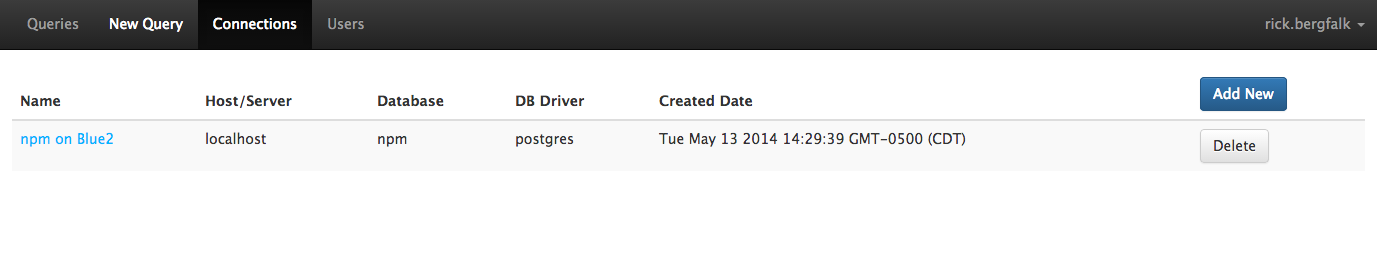 Queries New Query Connections Users rick.bergfalk
Name Host/Server Database DB Driver Created Date Add New
npm on Blue2 localhost npm postgres Tue May 13 2014 14:29:39 GMT-0500 (CDT) Delete